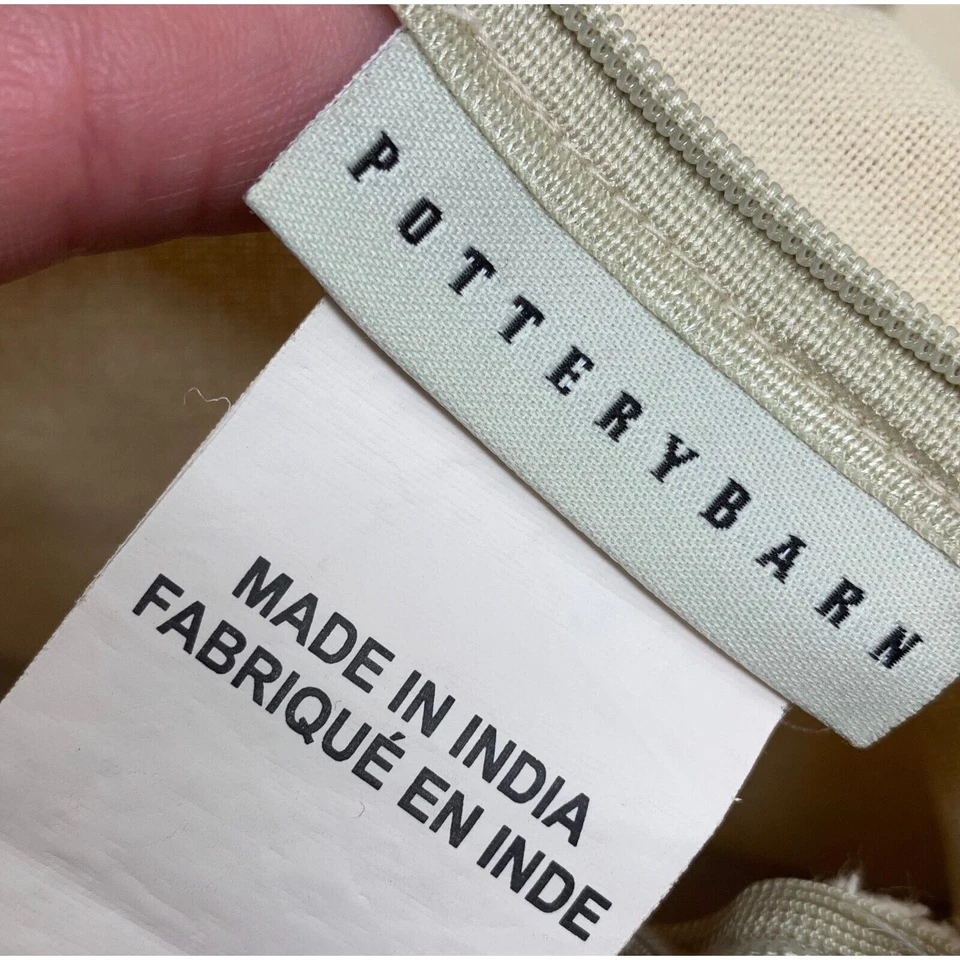 POTTERYBARN
MADE IN INDIA
FABRIQUÉ EN INDE